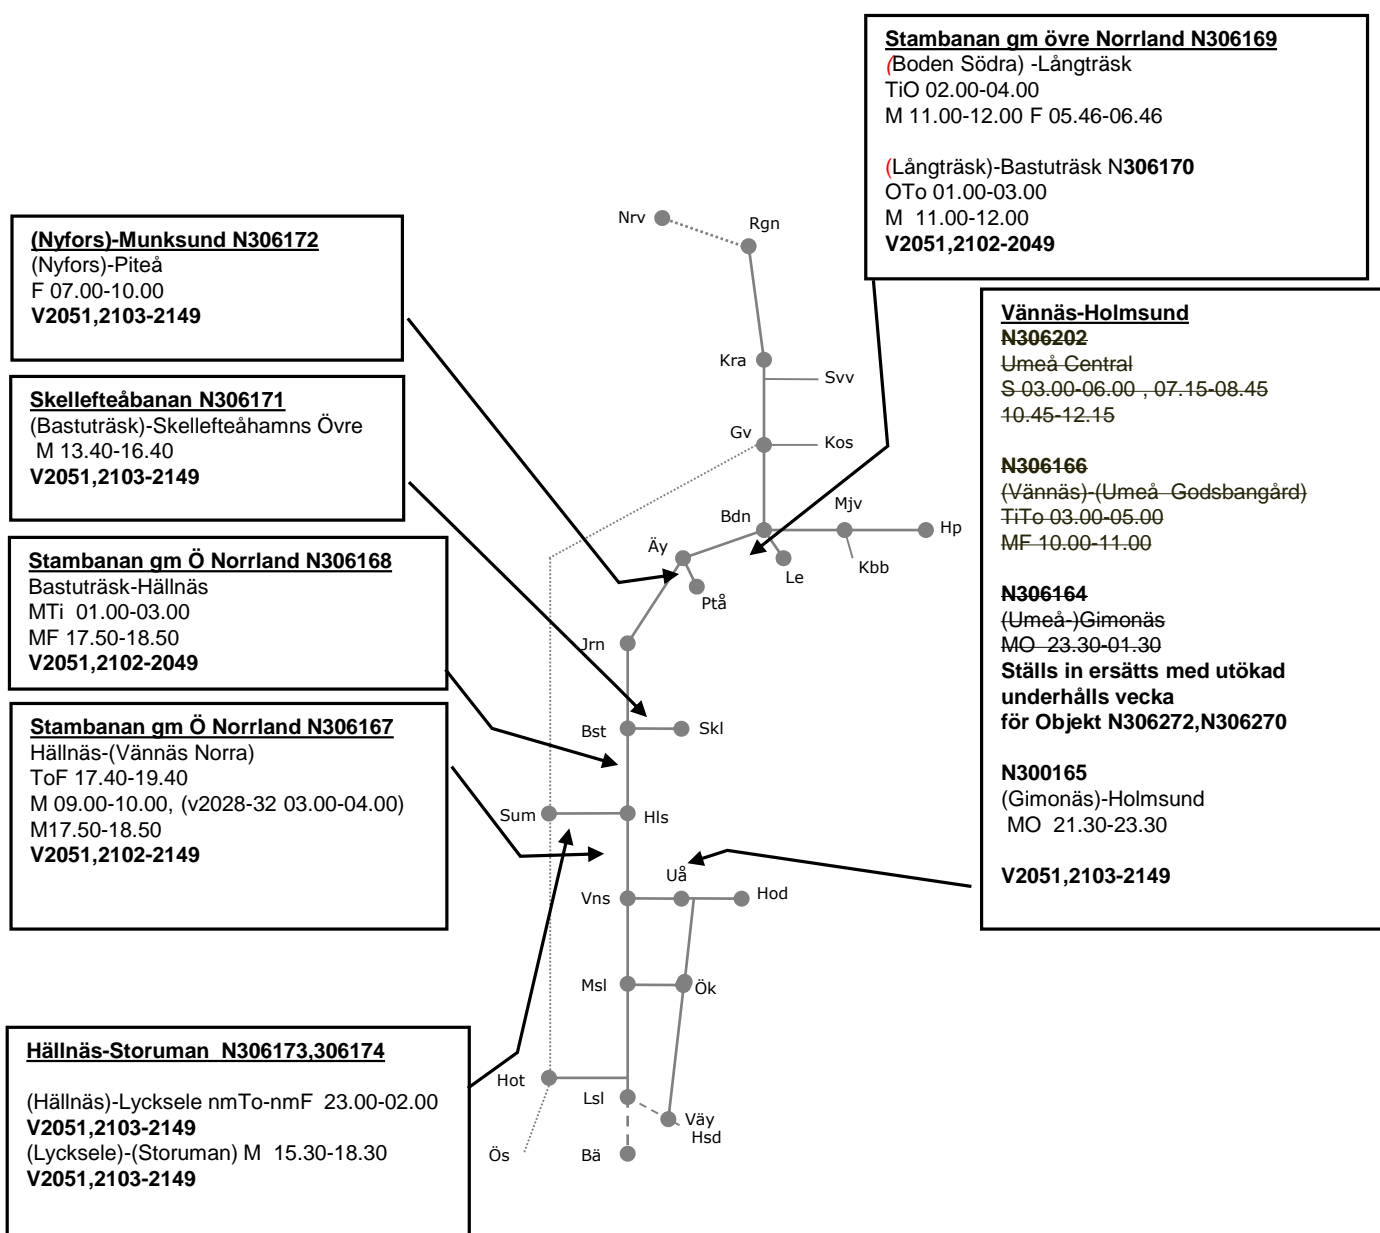 Stambanan gm övre Norrland N306169
(Boden Södra) -Långträsk
TiO 02.00-04.00
M 11.00-12.00 F 05.46-06.46
(Långträsk)-Bastuträsk N306170
OTo 01.00-03.00
M  11.00-12.00
V2051,2102-2049
(Nyfors)-Munksund N306172
(Nyfors)-Piteå
F 07.00-10.00
V2051,2103-2149
Skellefteåbanan N306171
(Bastuträsk)-Skellefteåhamns Övre
M 13.40-16.40
V2051,2103-2149
Stambanan gm Ö Norrland N306168
Bastuträsk-Hällnäs
MTi  01.00-03.00
MF 17.50-18.50
V2051,2102-2049
Stambanan gm Ö Norrland N306167
Hällnäs-(Vännäs Norra)
ToF 17.40-19.40
M 09.00-10.00, (v2028-32 03.00-04.00)
M17.50-18.50
V2051,2102-2149
Hällnäs-Storuman  N306173,306174
(Hällnäs)-Lycksele nmTo-nmF  23.00-02.00
V2051,2103-2149
(Lycksele)-(Storuman) M  15.30-18.30
V2051,2103-2149
Vännäs-Holmsund
N306202
Umeå Central
S 03.00-06.00 , 07.15-08.45
10.45-12.15
N306166
(Vännäs)-(Umeå  Godsbangård)
TiTo 03.00-05.00
MF 10.00-11.00
N306164
(Umeå-)Gimonäs
MO  23.30-01.30
Ställs in ersätts med utökad
underhålls vecka
för Objekt N306272,N306270
N300165
(Gimonäs)-Holmsund
MO  21.30-23.30
V2051,2103-2149
Nrv
Rgn
Kra
Svv
Gv
Kos
Bdn
Mjv
Hp
Äy
Le
Kbb
Ptå
Jrn
Bst
Skl
Sum
Hls
Uå
Vns
Hod
Msl
Ök
Hot
Lsl
Väy
Hsd
Ös
Bä